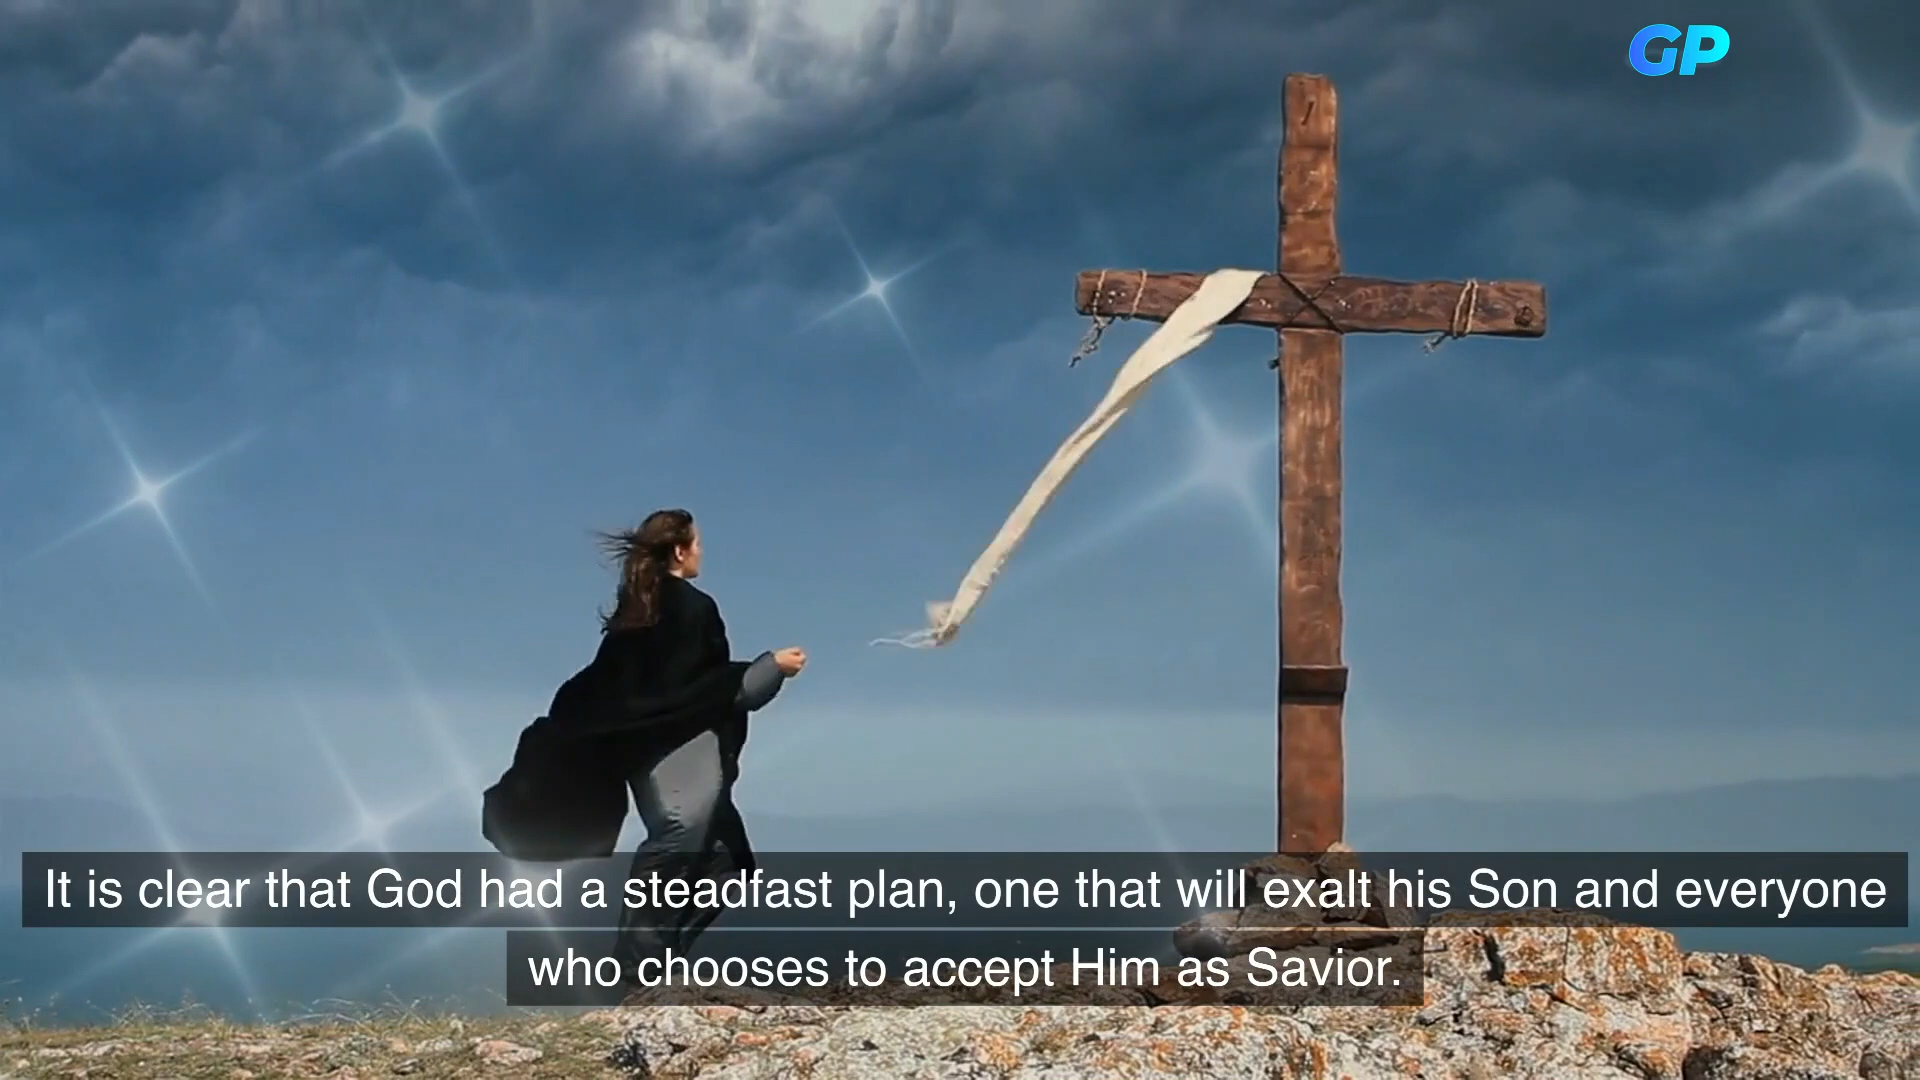 GP
It is clear that God had a steadfast plan, one that will exalt his Son and everyone
who chooses to accept Him as Savior.